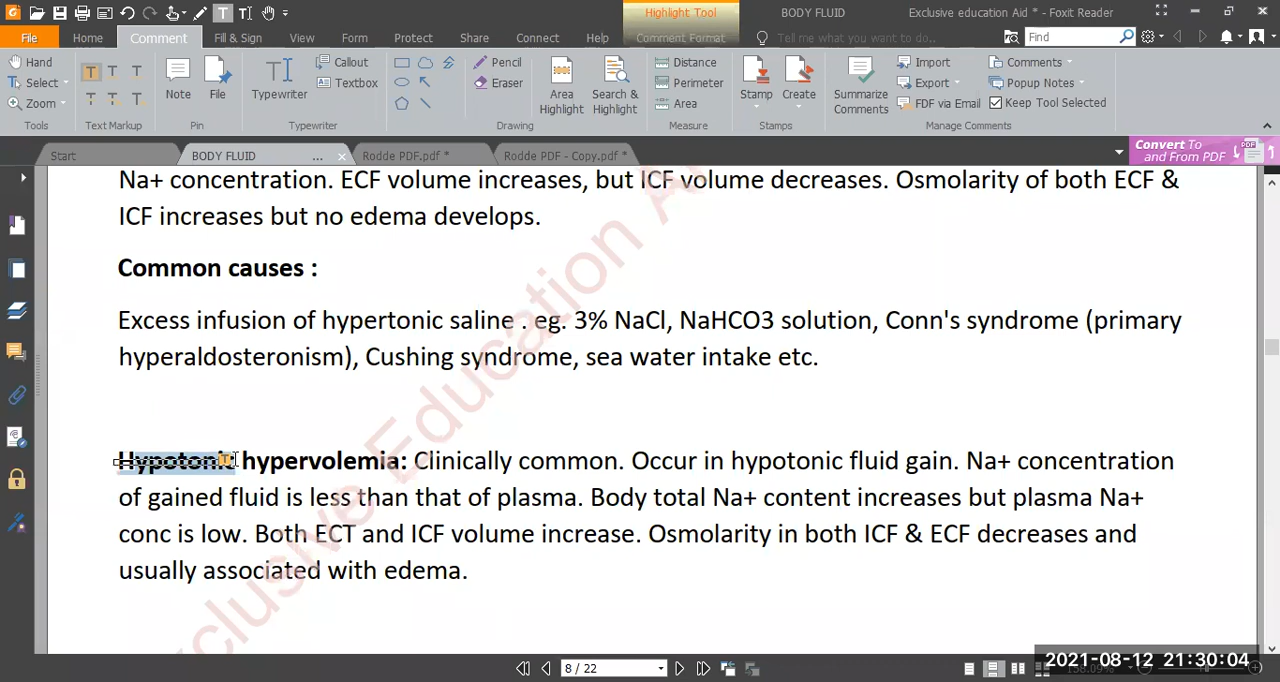 Highlight Tool
BODY FLUID
Exclusive education Aid * - Foxit Reader
File Home Comment Fill & Sign View Form Protect Share Connect Help Comment Format Tell me what you want to do.. Find
Hand
Select
Zoom
Tools
Text Markup
Note
File
Pin
Typewriter
Callout
Textbox
Typewriter
Pencil
Eraser
Drawing
Area Highlight
Search & Highlight
Distance
Perimeter
Area
Measure
Stamp
Create
Stamps
Summarize Comments
Import
Export
FDF via Email
Comments
Popup Notes
Keep Tool Selected
Manage Comments
Start
BODY FLUID ...
Rodde PDF.pdf *
Rodde PDF - Copy.pdf *
Convert To
and From PDF
PDF
Na+ concentration. ECF volume increases, but ICF volume decreases. Osmolarity of both ECF &
ICF increases but no edema develops.
Common causes :
Excess infusion of hypertonic saline . eg. 3% NaCl, NaHCO3 solution, Conn's syndrome (primary
hyperaldosteronism), Cushing syndrome, sea water intake etc.
Hypotonic hypervolemia: Clinically common. Occur in hypotonic fluid gain. Na+ concentration
of gained fluid is less than that of plasma. Body total Na+ content increases but plasma Na+
conc is low. Both ECT and ICF volume increase. Osmolarity in both ICF & ECF decreases and
usually associated with edema.
8 / 22
2021-08-12 21:30:04